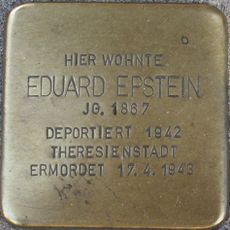 HIER WOHNTE
EDUARD EPSTEIN
JG. 1867
DEPORTIERT 1942
THERESIENSTADT
ERMORDET 17.4.1943